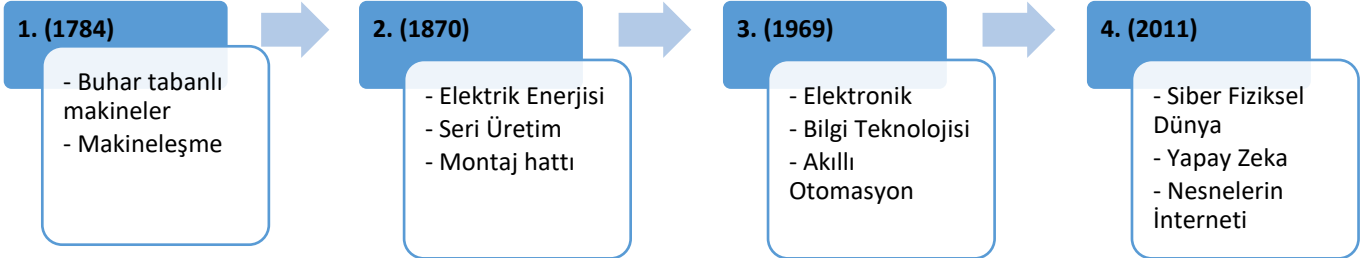 1. (1784)
- Buhar tabanlı
makineler
- Makineleşme
2. (1870)
- Elektrik Enerjisi
- Seri Üretim
- Montaj hattı
3. (1969)
- Elektronik
- Bilgi Teknolojisi
- Akıllı
Otomasyon
4. (2011)
- Siber Fiziksel
Dünya
- Yapay Zeka
- Nesnelerin
İnterneti